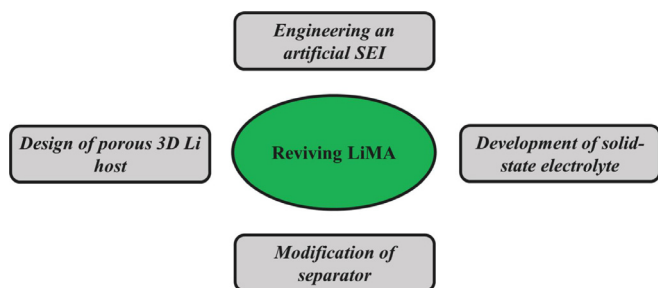 Engineering an
artificial SEI
Design of porous 3D Li
host
Reviving LiMA
Development of solid-
state electrolyte
Modification of
separator